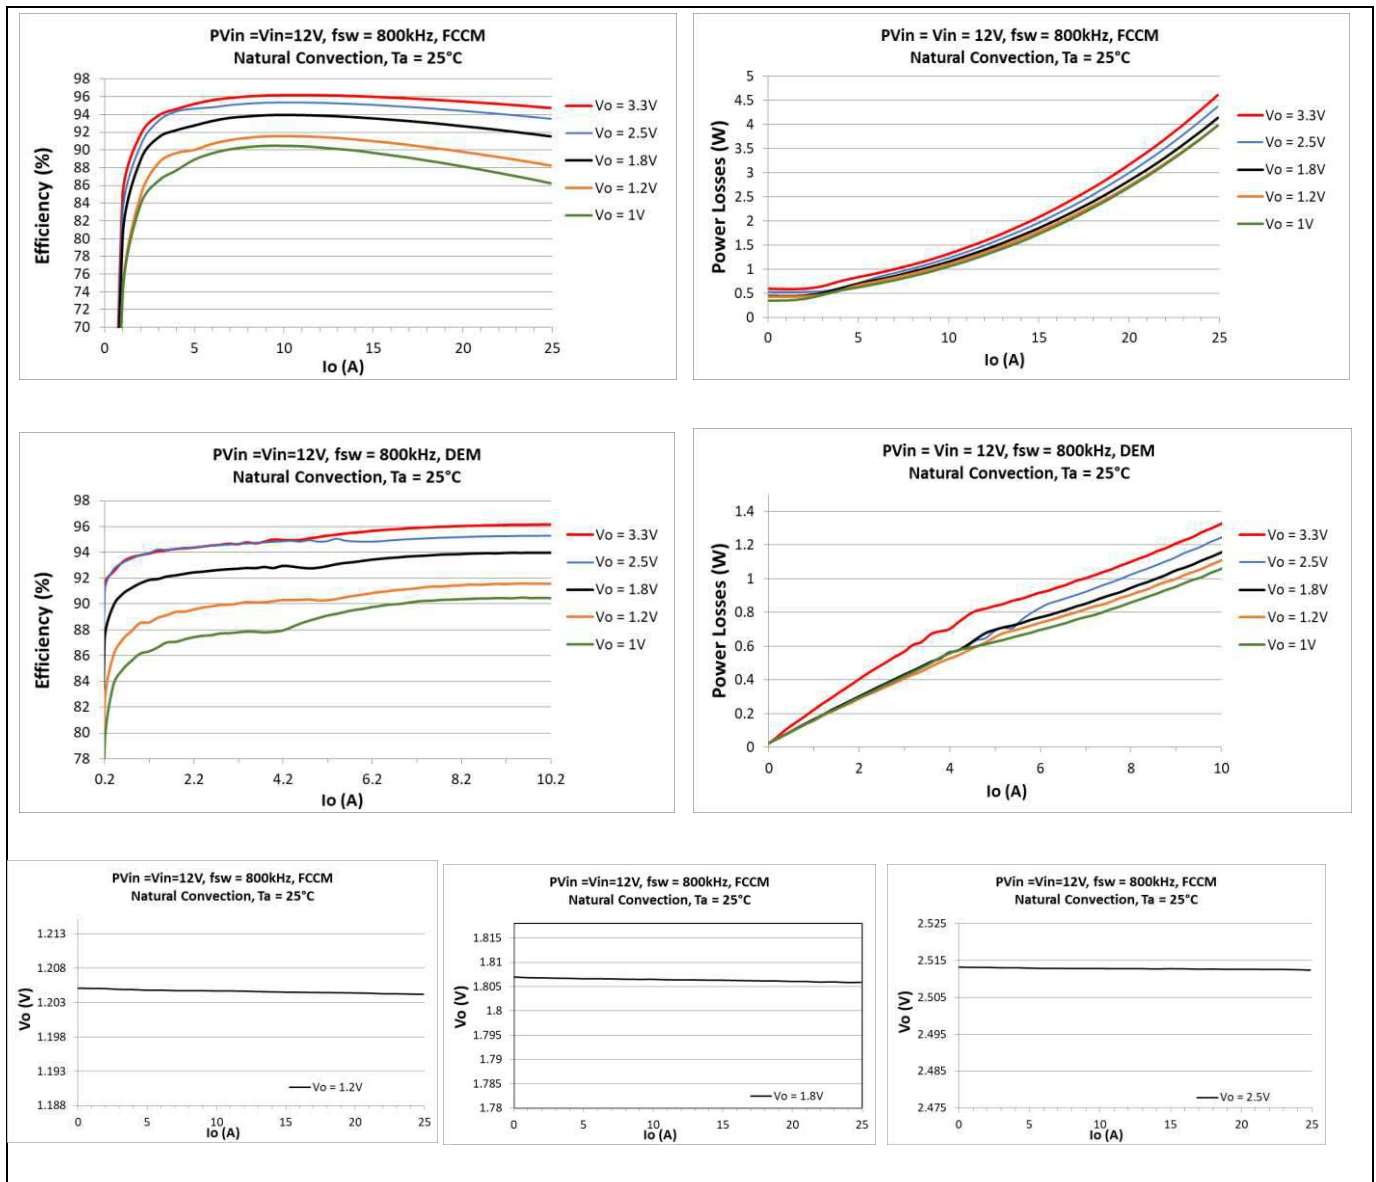 PVin =Vin=12V, fsw = 800kHz, FCCM
Natural Convection, Ta = 25°C
Efficiency (%)
98
96
94
92
90
88
86
84
82
80
78
76
74
72
70
0 5 10 15 20 25
Io (A)
Vo = 3.3V
Vo = 2.5V
Vo = 1.8V
Vo = 1.2V
Vo = 1V
PVin = Vin = 12V, fsw = 800kHz, FCCM
Natural Convection, Ta = 25°C
Power Losses (W)
5
4.5
4
3.5
3
2.5
2
1.5
1
0.5
0
0 5 10 15 20 25
Io (A)
Vo = 3.3V
Vo = 2.5V
Vo = 1.8V
Vo = 1.2V
Vo = 1V
PVin =Vin=12V, fsw = 800kHz, DEM
Natural Convection, Ta = 25°C
Efficiency (%)
98
96
94
92
90
88
86
84
82
80
78
0.2 2.2 4.2 6.2 8.2 10.2
Io (A)
Vo = 3.3V
Vo = 2.5V
Vo = 1.8V
Vo = 1.2V
Vo = 1V
PVin = Vin = 12V, fsw = 800kHz, DEM
Natural Convection, Ta = 25°C
Power Losses (W)
1.4
1.2
1
0.8
0.6
0.4
0.2
0
0 2 4 6 8 10
Io (A)
Vo = 3.3V
Vo = 2.5V
Vo = 1.8V
Vo = 1.2V
Vo = 1V
PVin =Vin=12V, fsw = 800kHz, FCCM
Natural Convection, Ta = 25°C
Vo (V)
1.213
1.208
1.203
1.198
1.193
1.188
Vo = 1.2V
0 5 10 15 20 25
Io (A)
PVin =Vin=12V, fsw = 800kHz, FCCM
Natural Convection, Ta = 25°C
Vo (V)
1.815
1.81
1.805
1.8
1.795
1.79
1.785
1.78
Vo = 1.8V
0 5 10 15 20 25
Io (A)
PVin =Vin=12V, fsw = 800kHz, FCCM
Natural Convection, Ta = 25°C
Vo (V)
2.525
2.515
2.505
2.495
2.485
2.475
Vo = 2.5V
0 5 10 15 20 25
Io (A)